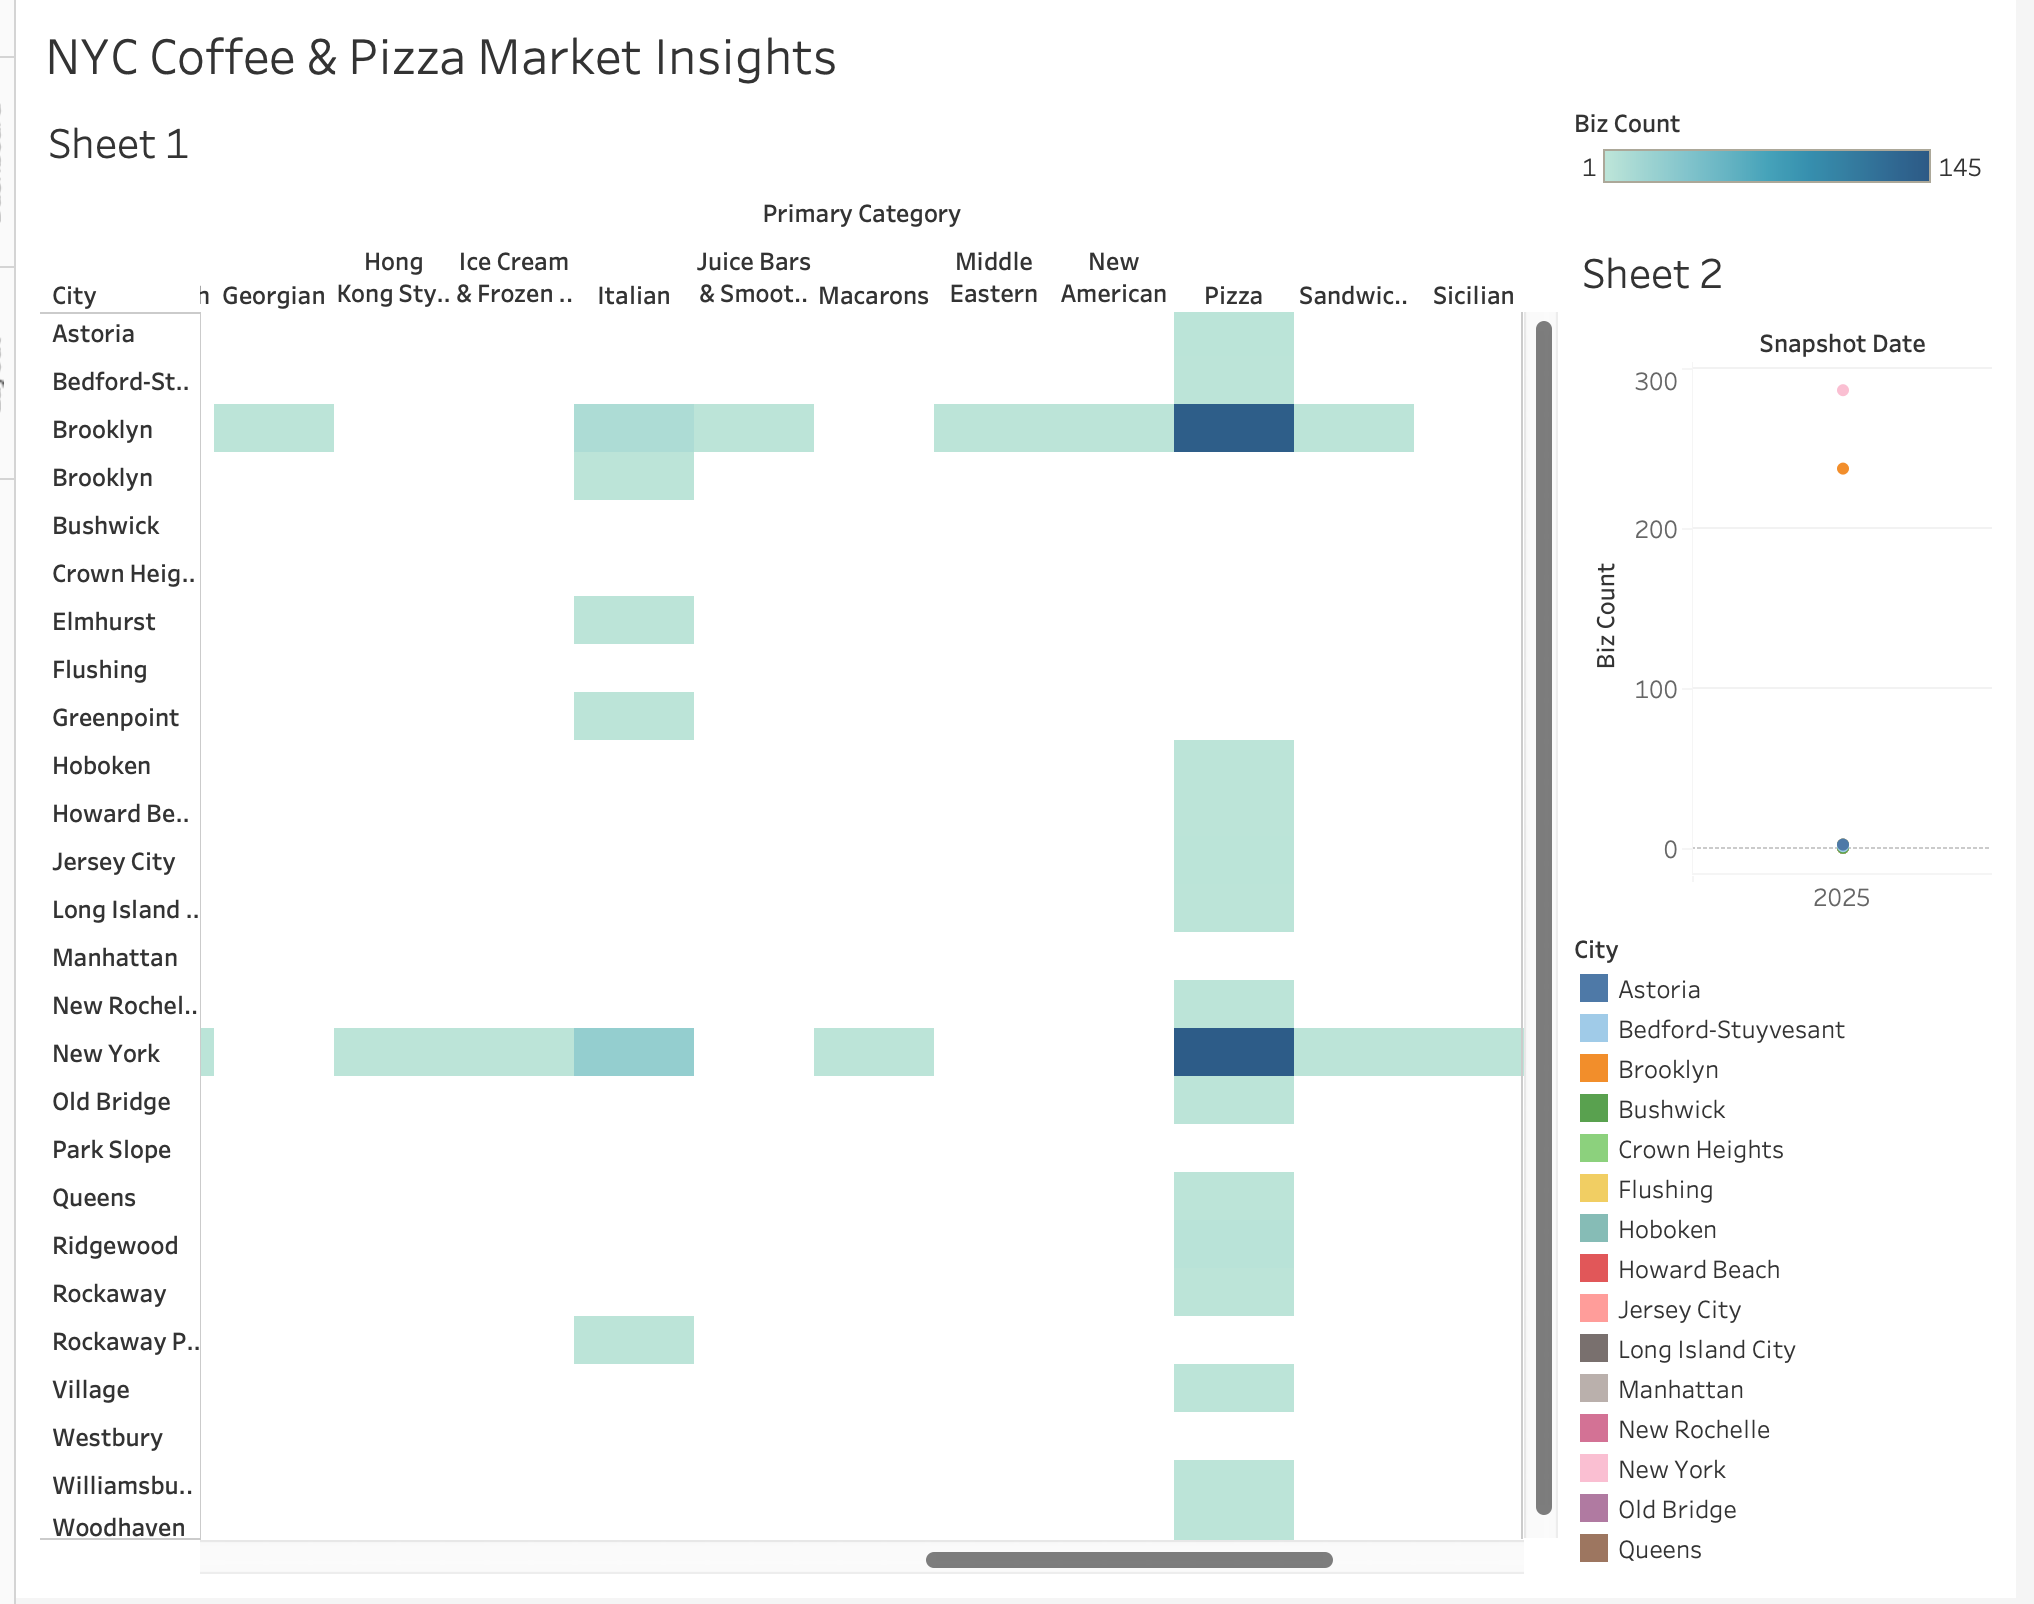 NYC Coffee & Pizza Market Insights
Sheet 1
Primary Category
City
h
Georgian
Hong
Kong Sty..
Ice Cream
& Frozen ..
Italian
Juice Bars
& Smoot..
Macarons
Middle
Eastern
New
American
Pizza
Sandwic..
Sicilian
Astoria
Bedford-St..
Brooklyn
Brooklyn
Bushwick
Crown Heig..
Elmhurst
Flushing
Greenpoint
Hoboken
Howard Be..
Jersey City
Long Island ..
Manhattan
New Rochel..
New York
Old Bridge
Park Slope
Queens
Ridgewood
Rockaway
Rockaway P..
Village
Westbury
Williamsbu..
Woodhaven
Biz Count
1
145
Sheet 2
Snapshot Date
300
200
100
0
Biz Count
2025
City
Astoria
Bedford-Stuyvesant
Brooklyn
Bushwick
Crown Heights
Flushing
Hoboken
Howard Beach
Jersey City
Long Island City
Manhattan
New Rochelle
New York
Old Bridge
Queens